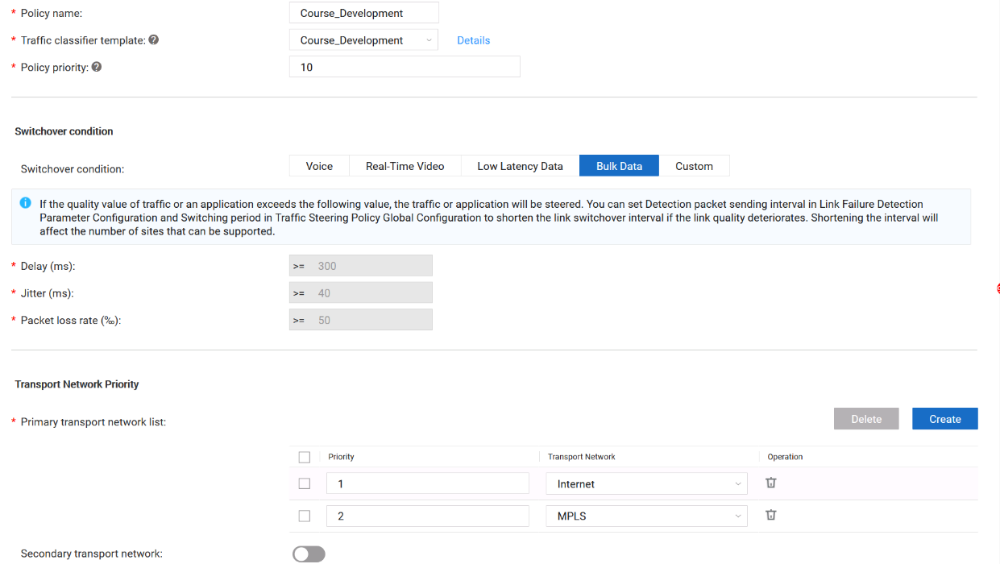 * Policy name: Course_Development
* Traffic classifier template: ? Course_Development Details
* Policy priority: ? 10
Switchover condition
Switchover condition: Voice Real-Time Video Low Latency Data Bulk Data Custom
i If the quality value of traffic or an application exceeds the following value, the traffic or application will be steered. You can set Detection packet sending interval in Link Failure Detection
Parameter Configuration and Switching period in Traffic Steering Policy Global Configuration to shorten the link switchover interval if the link quality deteriorates. Shortening the interval will
affect the number of sites that can be supported.
* Delay (ms): >= 300
* Jitter (ms): >= 40
* Packet loss rate (‰): >= 50
Transport Network Priority
* Primary transport network list: Delete Create
Priority Transport Network Operation
1 Internet
2 MPLS
Secondary transport network: